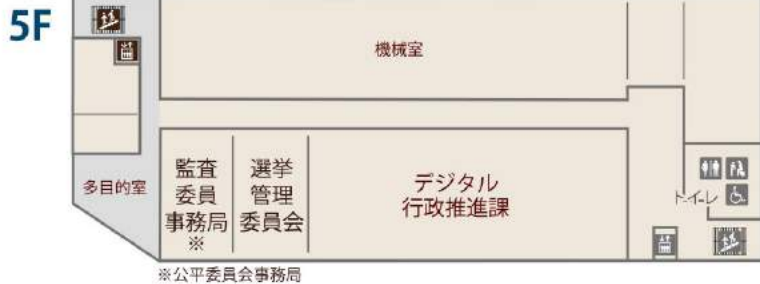 5F
機械室
多目的室
監査
委員
事務局
※
選挙
管理
委員会
デジタル
行政推進課
トイレ
※公平委員会事務局